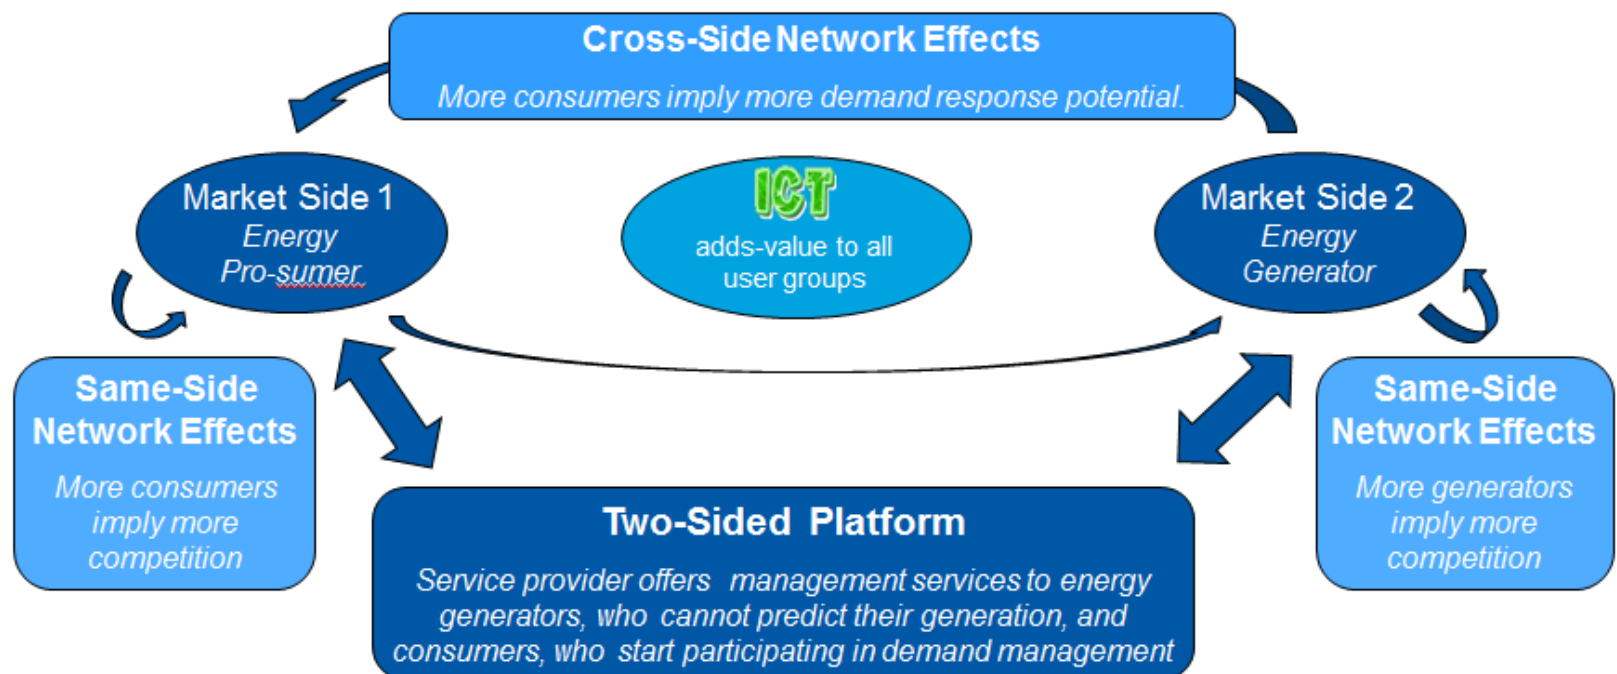 Cross-Side Network Effects
More consumers imply more demand response potential.
Market Side 1
Energy
Pro-sumer
ICT
adds-value to all
user groups
Market Side 2
Energy
Generator
Same-Side
Network Effects
More consumers
imply more
competition
Same-Side
Network Effects
More generators
imply more
competition
Two-Sided Platform
Service provider offers management services to energy
generators, who cannot predict their generation, and
consumers, who start participating in demand management